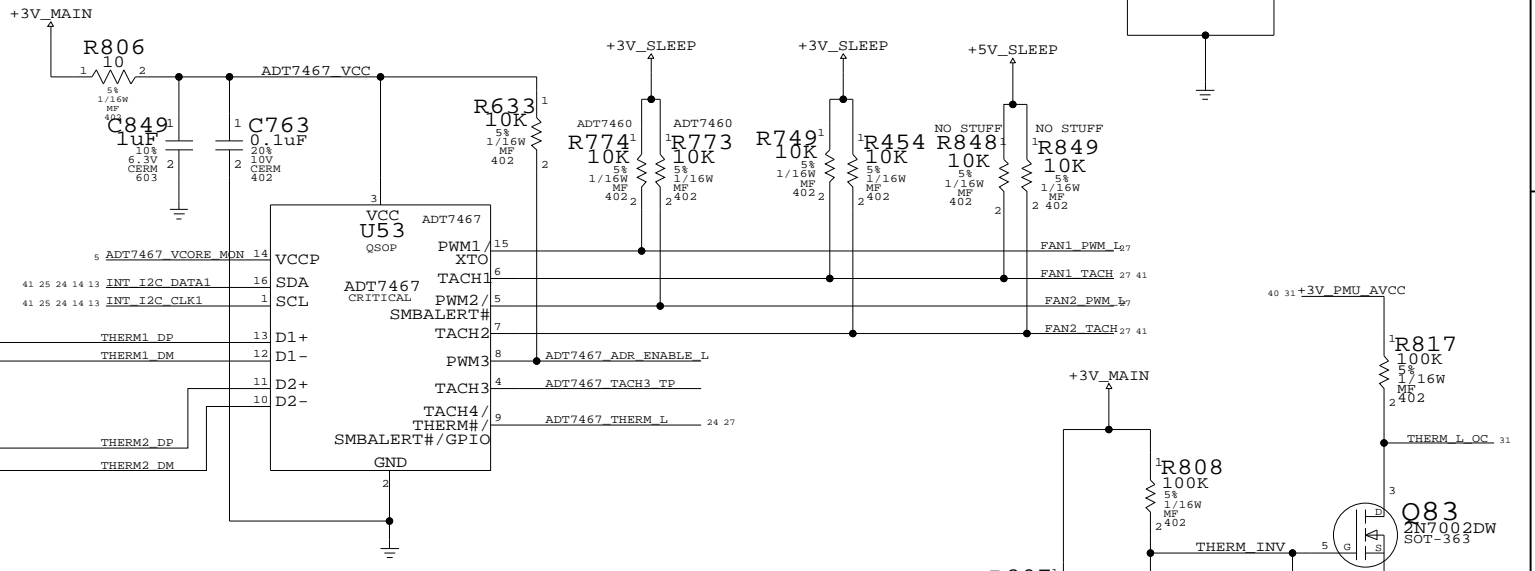 +3V_MAIN
R806
10
1 2
5%
1/16W
MF
402
ADT7467_VCC
C849
1uF
10%
6.3V
CERM
603
1
2
C763
0.1uF
20%
10V
CERM
402
1
2
R633
10K
5%
1/16W
MF
402
1
2
+3V_SLEEP
ADT7460
R774
10K
5%
1/16W
MF
402
1
2
ADT7460
R773
10K
5%
1/16W
MF
402
1
2
+3V_SLEEP
R749
10K
5%
1/16W
MF
402
1
2
R454
10K
5%
1/16W
MF
402
1
2
+5V_SLEEP
NO STUFF
R848
10K
5%
1/16W
MF
402
1
2
NO STUFF
R849
10K
5%
1/16W
MF
402
1
2
3
VCC
ADT7467
U53
QSOP
ADT7467
CRITICAL
5 ADT7467_VCORE_MON 14 VCCP
41 25 24 14 13 INT_I2C_DATA1 16 SDA
41 25 24 14 13 INT_I2C_CLK1 1 SCL
THERM1_DP 13 D1+
THERM1_DM 12 D1-
11 D2+
10 D2-
THERM2_DP
THERM2_DM
PWM1/ 15 FAN1_PWM_L 27
XTO
TACH1 6 FAN1_TACH 27 41
PWM2/ 5 FAN2_PWM_L 27
SMBALERT#
TACH2 7 FAN2_TACH 27 41
PWM3 8 ADT7467_ADR_ENABLE_L
TACH3 4 ADT7467_TACH3_TP
TACH4/
THERM#/ 9 ADT7467_THERM_L 24 27
SMBALERT#/GPIO
GND
2
40 31 +3V_PMU_AVCC
R817
100K
5%
1/16W
MF
402
1
2
THERM_L_OC 31
+3V_MAIN
R808
100K
5%
1/16W
MF
402
1
2
THERM_INV
3
Q83
2N7002DW
SOT-363
D
5 G S